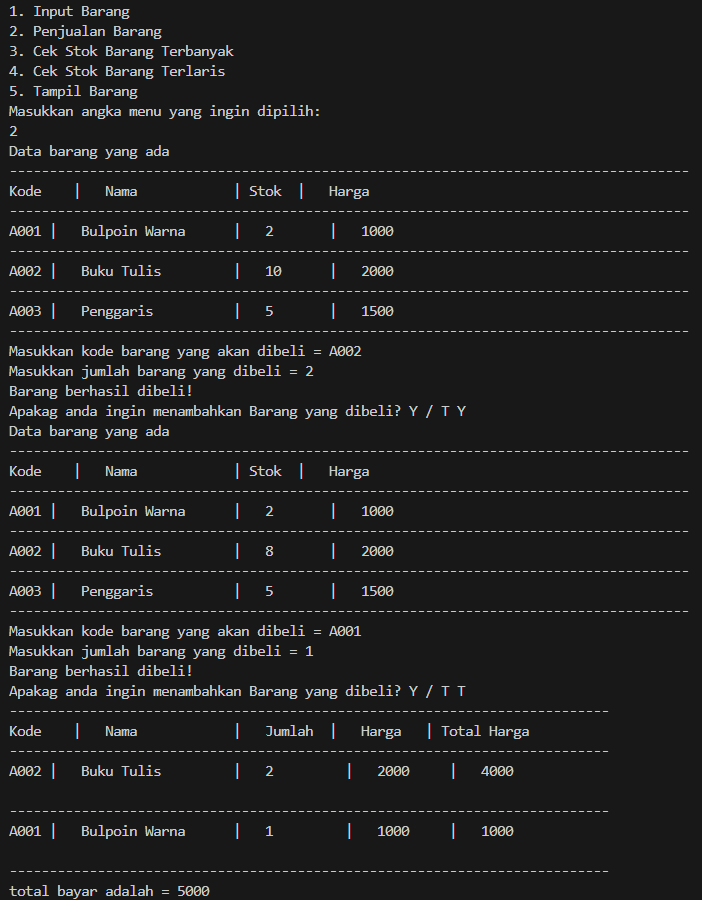 1. Input Barang
2. Penjualan Barang
3. Cek Stok Barang Terbanyak
4. Cek Stok Barang Terlaris
5. Tampil Barang
Masukkan angka menu yang ingin dipilih:
2
Data barang yang ada
-------------------------------------------------------------------------------------
Kode    |   Nama            | Stok  |   Harga
-------------------------------------------------------------------------------------
A001 |   Bulpoin Warna      |   2       |   1000
-------------------------------------------------------------------------------------
A002 |   Buku Tulis         |   10      |   2000
-------------------------------------------------------------------------------------
A003 |   Penggaris          |   5       |   1500
-------------------------------------------------------------------------------------
Masukkan kode barang yang akan dibeli = A002
Masukkan jumlah barang yang dibeli = 2
Barang berhasil dibeli!
Apakag anda ingin menambahkan Barang yang dibeli? Y / T Y
Data barang yang ada
-------------------------------------------------------------------------------------
Kode    |   Nama            | Stok  |   Harga
-------------------------------------------------------------------------------------
A001 |   Bulpoin Warna      |   2       |   1000
-------------------------------------------------------------------------------------
A002 |   Buku Tulis         |   8       |   2000
-------------------------------------------------------------------------------------
A003 |   Penggaris          |   5       |   1500
-------------------------------------------------------------------------------------
Masukkan kode barang yang akan dibeli = A001
Masukkan jumlah barang yang dibeli = 1
Barang berhasil dibeli!
Apakag anda ingin menambahkan Barang yang dibeli? Y / T T
---------------------------------------------------------------------------
Kode    |   Nama            |   Jumlah  |   Harga   | Total Harga
---------------------------------------------------------------------------
A002 |   Buku Tulis         |   2         |   2000     |   4000
---------------------------------------------------------------------------
A001 |   Bulpoin Warna      |   1         |   1000     |   1000
---------------------------------------------------------------------------
total bayar adalah = 5000